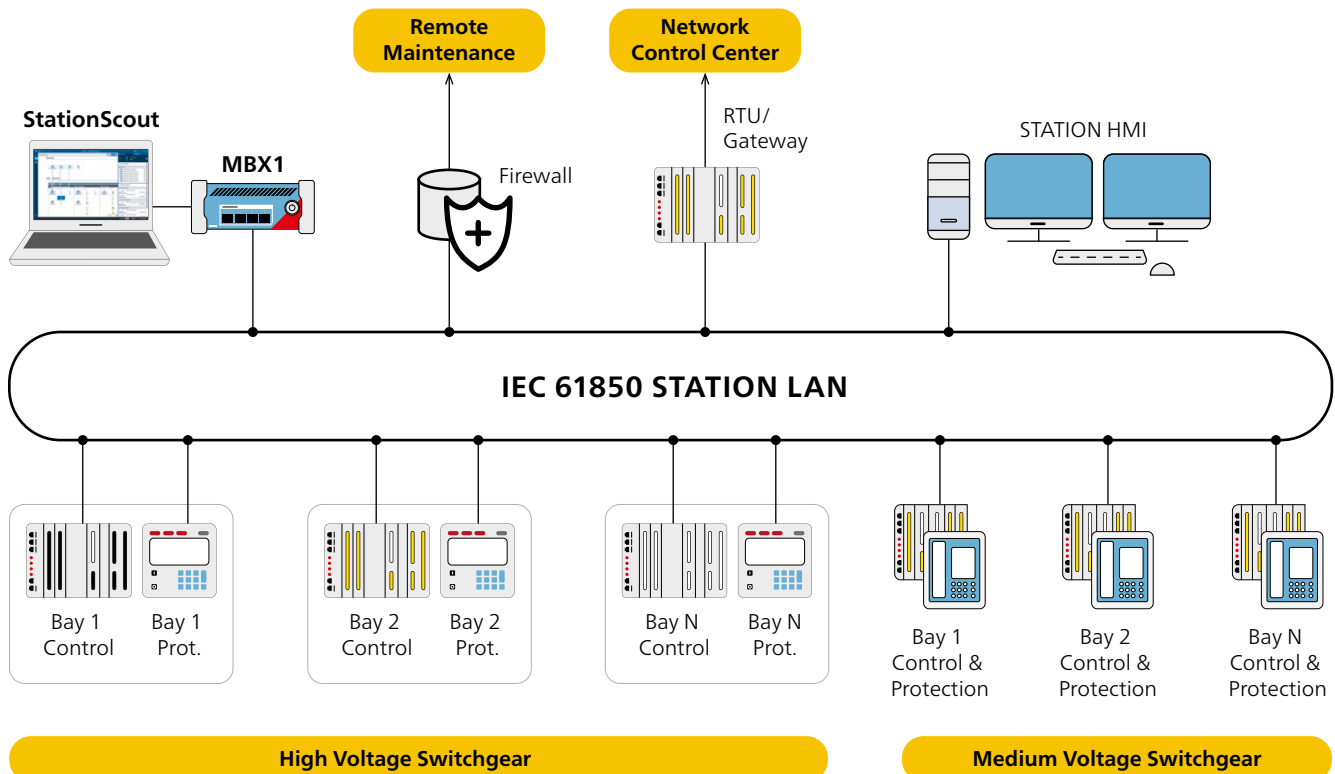 Remote
Maintenance
Network
Control Center
StationScout
MBX1
Firewall
RTU/
Gateway
STATION HMI
IEC 61850 STATION LAN
Bay 1
Control
Bay 1
Prot.
Bay 2
Control
Bay 2
Prot.
Bay N
Control
Bay N
Prot.
Bay 1
Control &
Protection
Bay 2
Control &
Protection
Bay N
Control &
Protection
High Voltage Switchgear
Medium Voltage Switchgear